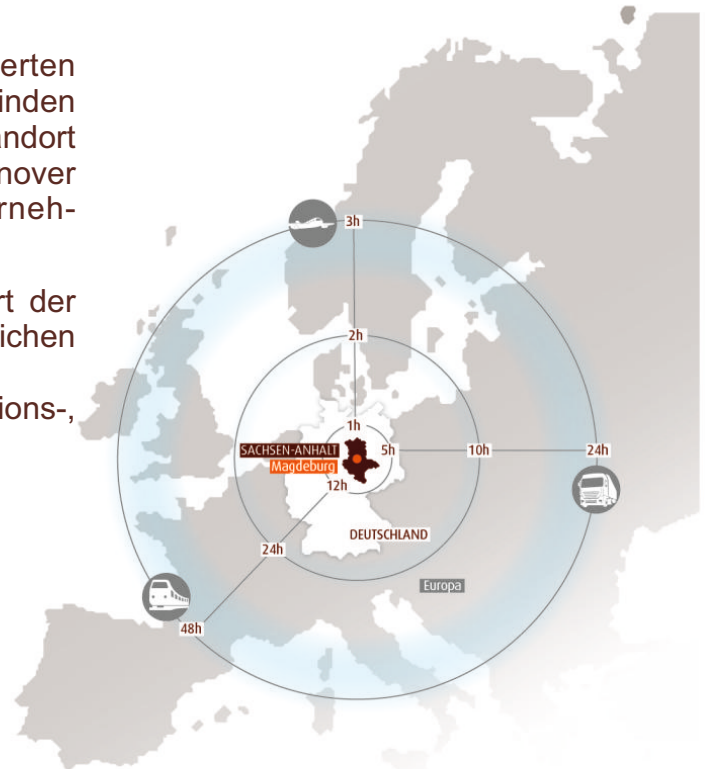 erten
inden
andort
nover
rneh-
rt der
ichen
ions-,
3h
2h
1h
SACHSEN-ANHALT
5h
10h
24h
Magdeburg
12h
DEUTSCHLAND
24h
Europa
48h